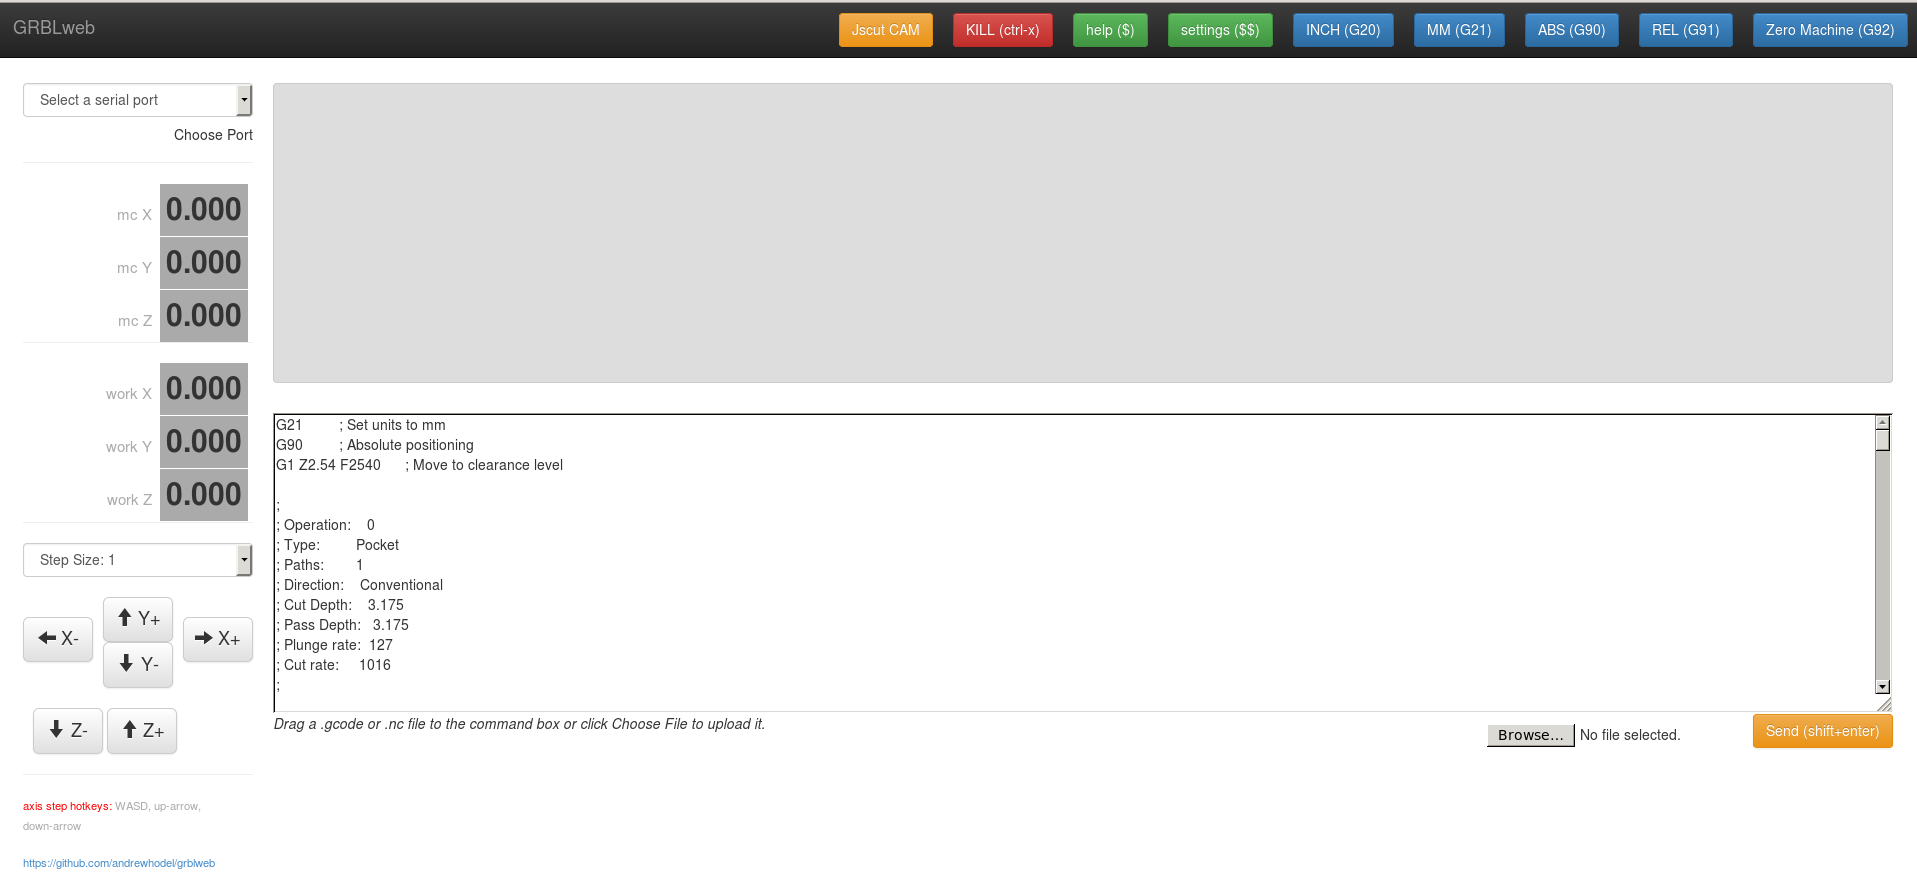 GRBLweb
Jscut CAM
KILL (ctrl-x)
help ($)
settings ($$)
INCH (G20)
MM (G21)
ABS (G90)
REL (G91)
Zero Machine (G92)
Select a serial port
Choose Port
mc X 0.000
mc Y 0.000
mc Z 0.000
work X 0.000
work Y 0.000
work Z 0.000
Step Size: 1
X-
Y+
Y-
X+
Z-
Z+
axis step hotkeys: WASD, up-arrow,
down-arrow
https://github.com/andrewhodel/grblweb
G21 ; Set units to mm
G90 ; Absolute positioning
G1 Z2.54 F2540 ; Move to clearance level
;
; Operation: 0
; Type: Pocket
; Paths: 1
; Direction: Conventional
; Cut Depth: 3.175
; Pass Depth: 3.175
; Plunge rate: 127
; Cut rate: 1016
;
Drag a .gcode or .nc file to the command box or click Choose File to upload it.
Browse... No file selected.
Send (shift+enter)